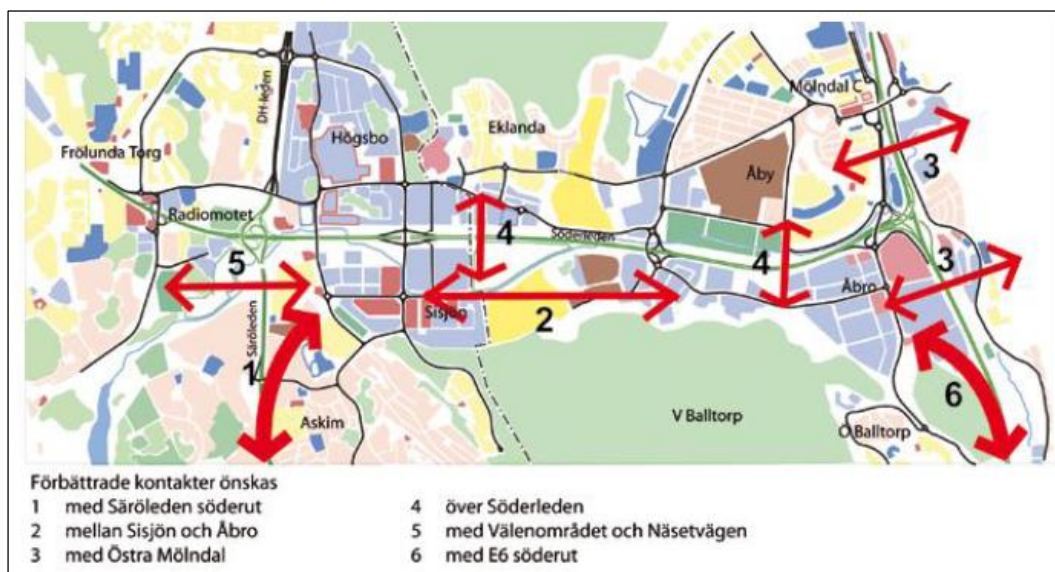 Mölndal C
DH-leden
Högsbo
Eklanda
Frölunda Torg
Åby
3
Radiomotet
4
Söderleden
5
4
3
Åbro
Sisjön
2
Säröleden
1
6
Askim
V Balltorp
Ö Balltorp
Förbättrade kontakter önskas
1 med Säröleden söderut
2 mellan Sisjön och Åbro
3 med Östra Mölndal
4 över Söderleden
5 med Välenområdet och Näsetvägen
6 med E6 söderut